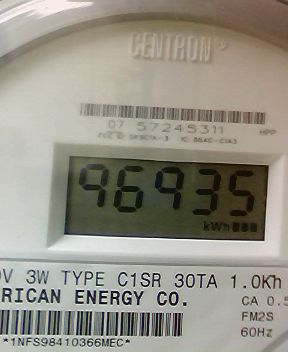 CENTRON®
07 57245311 HPP
96935
kWh
V 3W TYPE C1SR 30TA 1.0Kh
RICAN ENERGY CO.
CA 0.5
FM2S
60Hz
*1NFS98410366MEC*